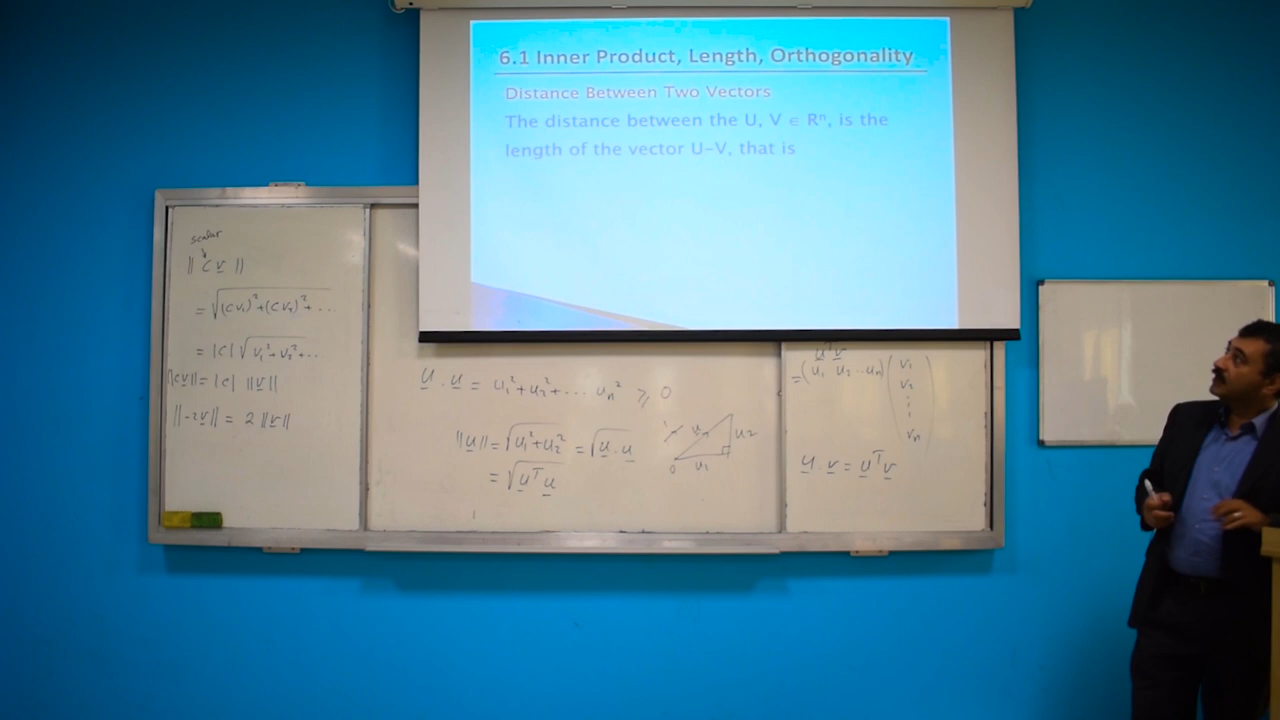 6.1 Inner Product, Length, Orthogonality
Distance Between Two Vectors
The distance between the U, V ∈ Rⁿ, is the
length of the vector U-V, that is
scalar
|| c v ||
= √(cv₁)²+(cv₂)²+ ...
= |c| √v₁²+v₂²+..
||cv|| = |c| ||v||
||-2v|| = 2 ||v||
u . u = u₁²+u₂²+... uₙ² ≥ 0
||u|| = √u₁²+u₂² = √u . u
= √uᵀ u
u₂
0
u₁
uᵀv
= (u₁ u₂ ... uₙ) ( v₁
v₂
⋮
vₙ )
u . v = uᵀ v